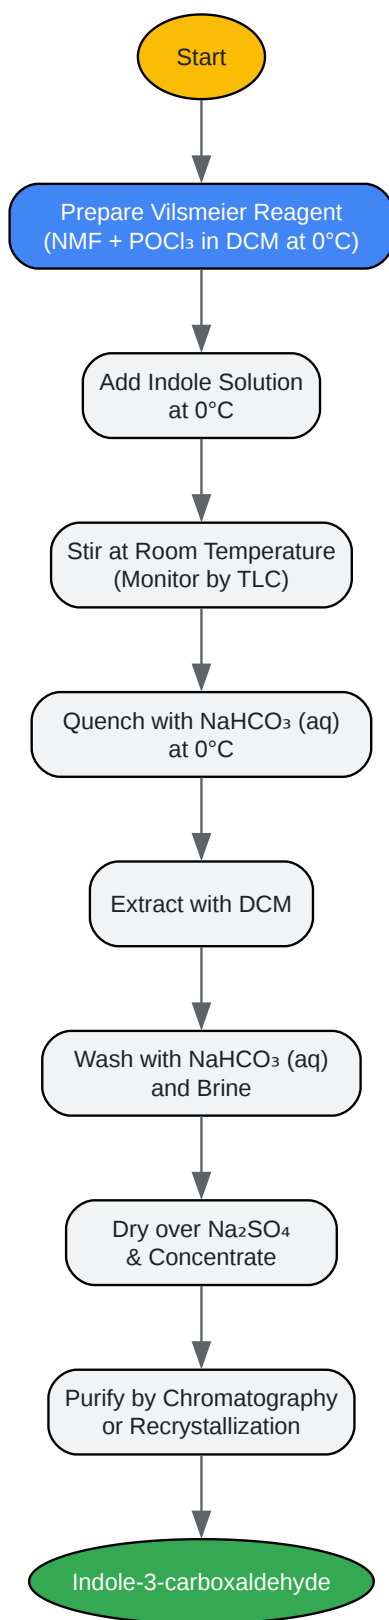 Start
Prepare Vilsmeier Reagent
(NMF + POCl₃ in DCM at 0°C)
Add Indole Solution
at 0°C
Stir at Room Temperature
(Monitor by TLC)
Quench with NaHCO₃ (aq)
at 0°C
Extract with DCM
Wash with NaHCO₃ (aq)
and Brine
Dry over Na₂SO₄
& Concentrate
Purify by Chromatography
or Recrystallization
Indole-3-carboxaldehyde